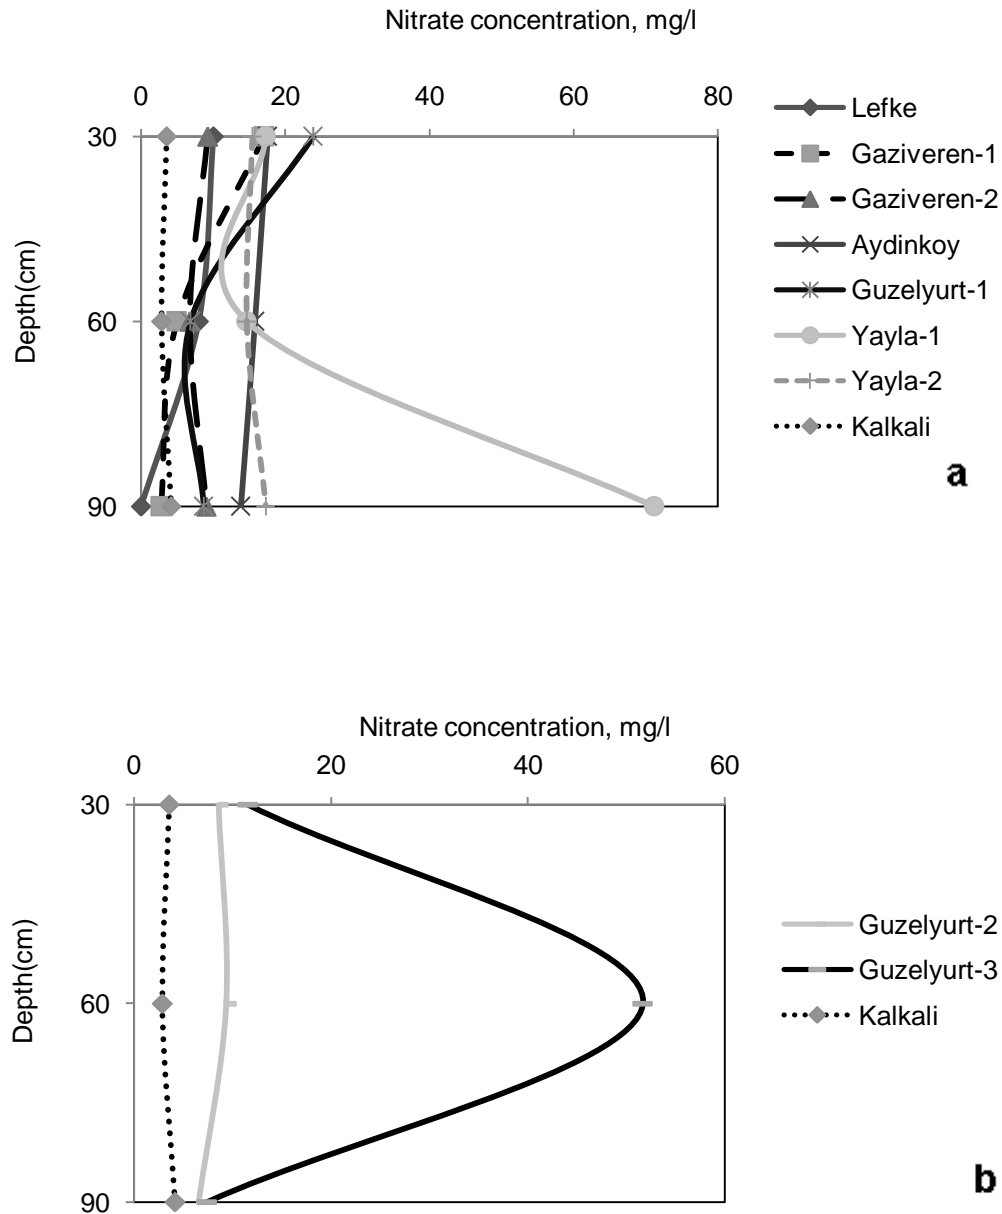 Nitrate concentration, mg/l
0 20 40 60 80
30
60
90
Depth(cm)
Lefke
Gaziveren-1
Gaziveren-2
Aydinkoy
Guzelyurt-1
Yayla-1
Yayla-2
Kalkali
a
Nitrate concentration, mg/l
0 20 40 60
30
60
90
Depth(cm)
Guzelyurt-2
Guzelyurt-3
Kalkali
b